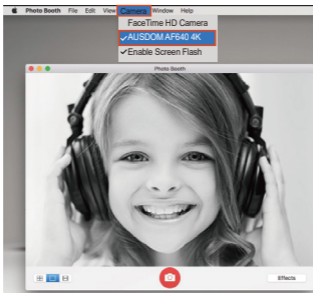 Photo Booth File Edit View Camera Window Help
FaceTime HD Camera
✓AUSDOM AF640 4K
✓Enable Screen Flash
Photo Booth
Effects